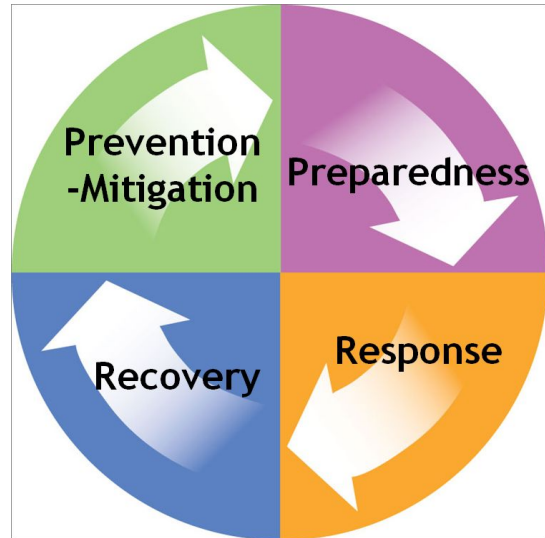 Prevention
-Mitigation
Preparedness
Response
Recovery